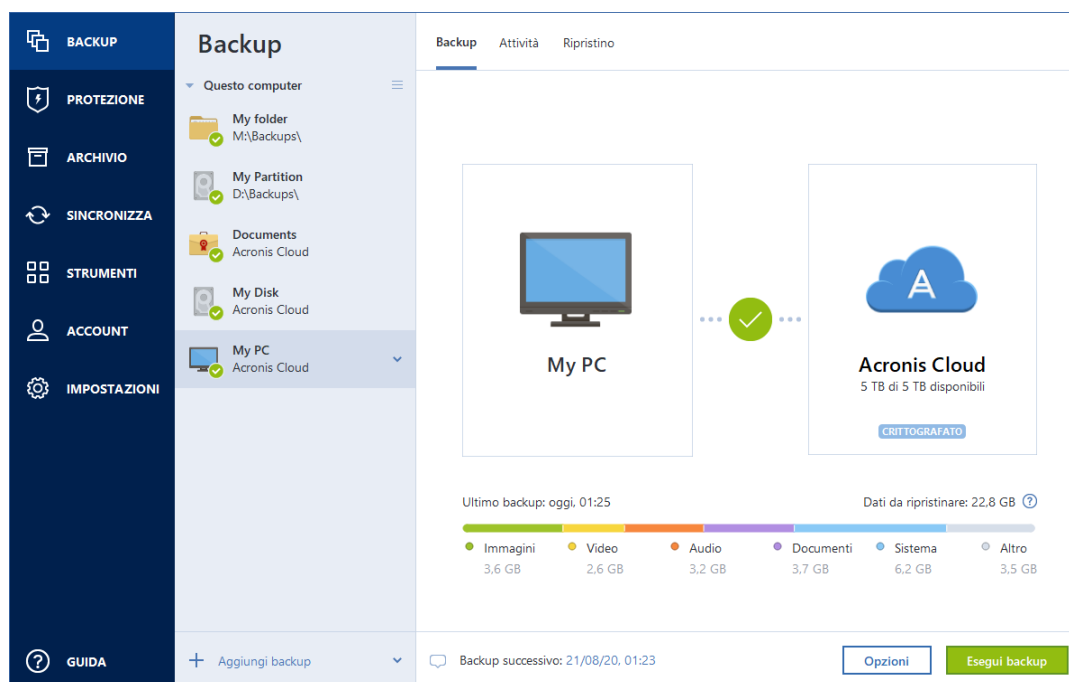 BACKUP
PROTEZIONE
ARCHIVIO
SINCRONIZZA
STRUMENTI
ACCOUNT
IMPOSTAZIONI
GUIDA
Backup
Questo computer
My folder
M:\Backups\
My Partition
D:\Backups\
Documents
Acronis Cloud
My Disk
Acronis Cloud
My PC
Acronis Cloud
Aggiungi backup
Backup Attività Ripristino
My PC
Acronis Cloud
5 TB di 5 TB disponibili
CRITTOGRAFATO
Ultimo backup: oggi, 01:25 Dati da ripristinare: 22,8 GB ?
Immagini Video Audio Documenti Sistema Altro
3,6 GB 2,6 GB 3,2 GB 3,7 GB 6,2 GB 3,5 GB
Backup successivo: 21/08/20, 01:23 Opzioni Esegui backup